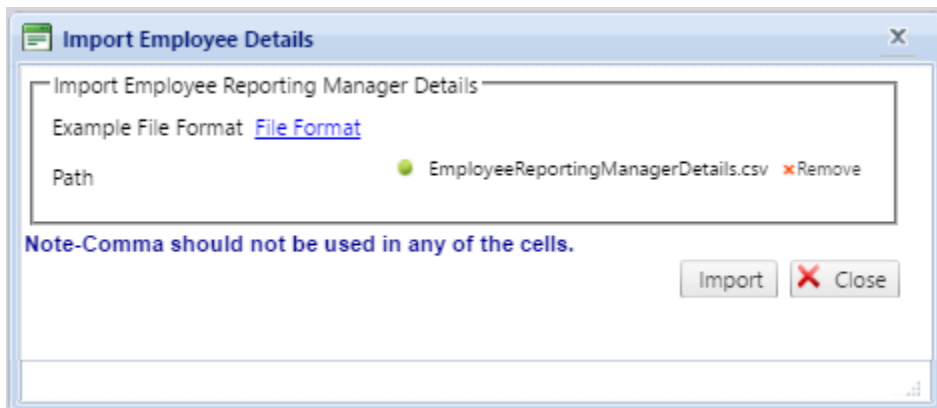 Import Employee Details
Import Employee Reporting Manager Details
Example File Format File Format
Path EmployeeReportingManagerDetails.csv Remove
Note-Comma should not be used in any of the cells.
Import Close